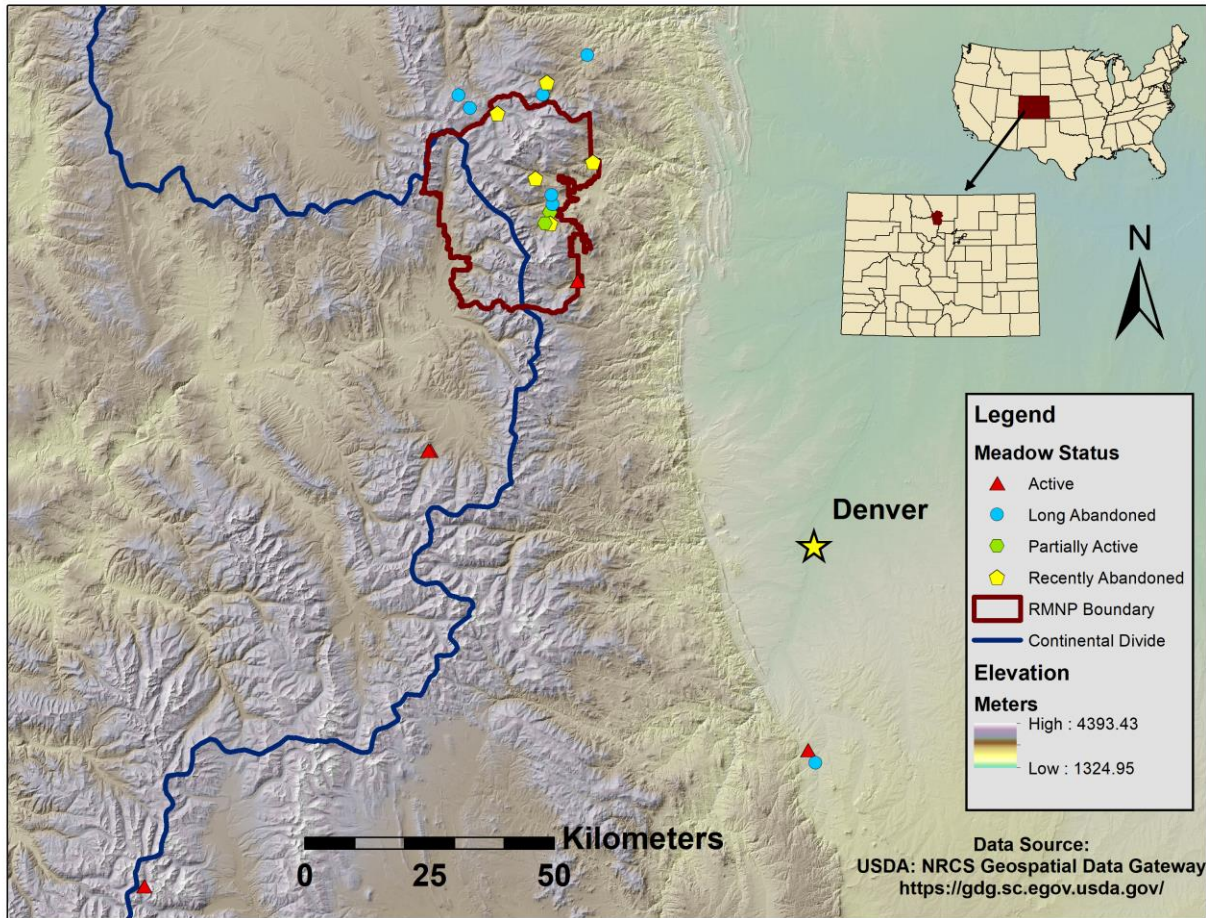 N
Denver
Legend
Meadow Status
Active
Long Abandoned
Partially Active
Recently Abandoned
RMNP Boundary
Continental Divide
Elevation
Meters
High : 4393.43
Low : 1324.95
Kilometers
0 25 50
Data Source:
USDA: NRCS Geospatial Data Gateway
https://gdg.sc.egov.usda.gov/